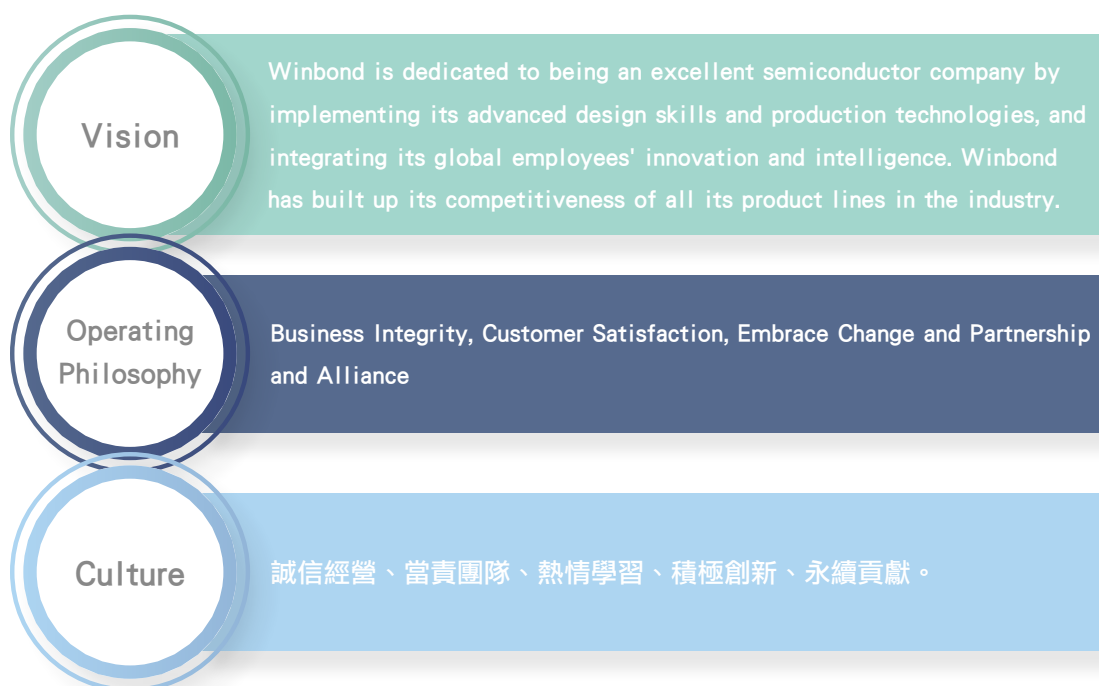 Vision
Winbond is dedicated to being an excellent semiconductor company by
implementing its advanced design skills and production technologies, and
integrating its global employees' innovation and intelligence. Winbond
has built up its competitiveness of all its product lines in the industry.
Operating
Philosophy
Business Integrity, Customer Satisfaction, Embrace Change and Partnership
and Alliance
Culture
誠信經營、當責團隊、熱情學習、積極創新、永續貢獻。